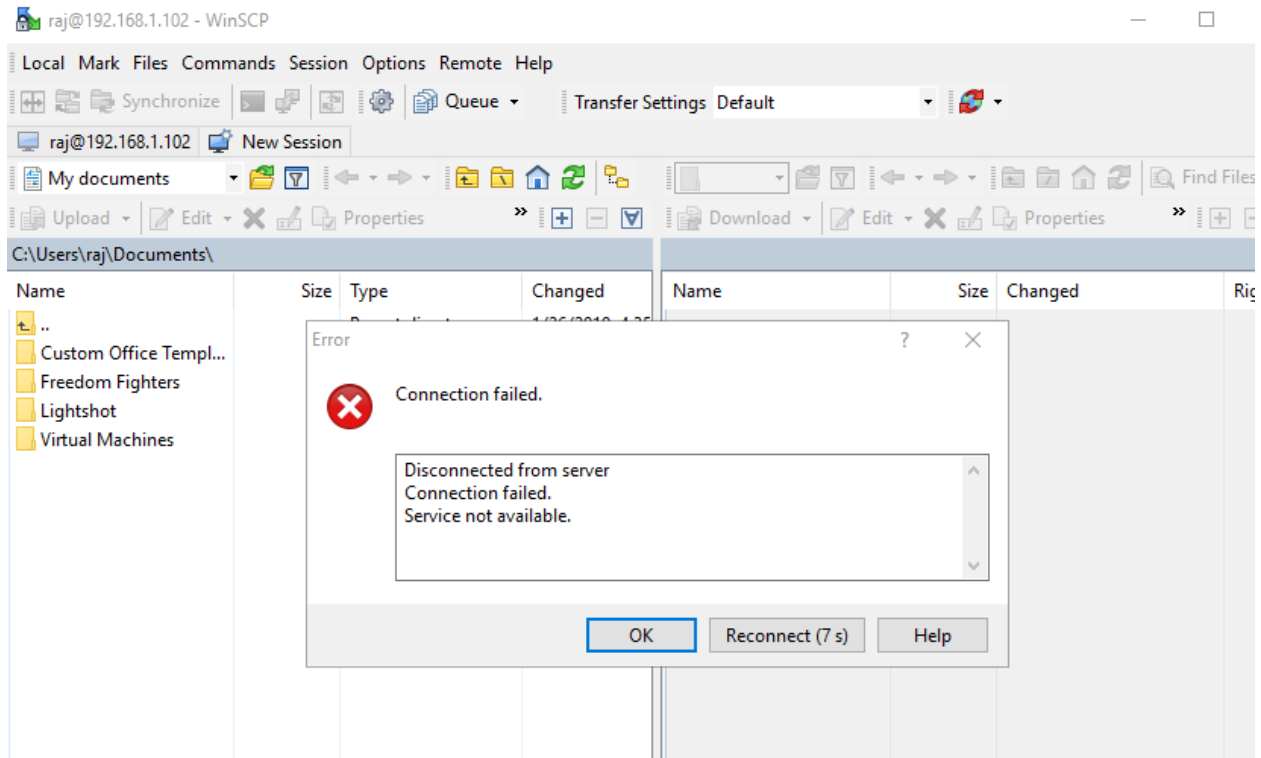 raj@192.168.1.102 - WinSCP
Local Mark Files Commands Session Options Remote Help
Synchronize Queue Transfer Settings Default
raj@192.168.1.102 New Session
My documents Find Files
Upload Edit Properties » Download Edit Properties »
C:\Users\raj\Documents\
Name Size Type Changed Name Size Changed
..
Error ?
Custom Office Templ...
Freedom Fighters
Lightshot
Virtual Machines
Connection failed.
Disconnected from server
Connection failed.
Service not available.
OK Reconnect (7 s) Help